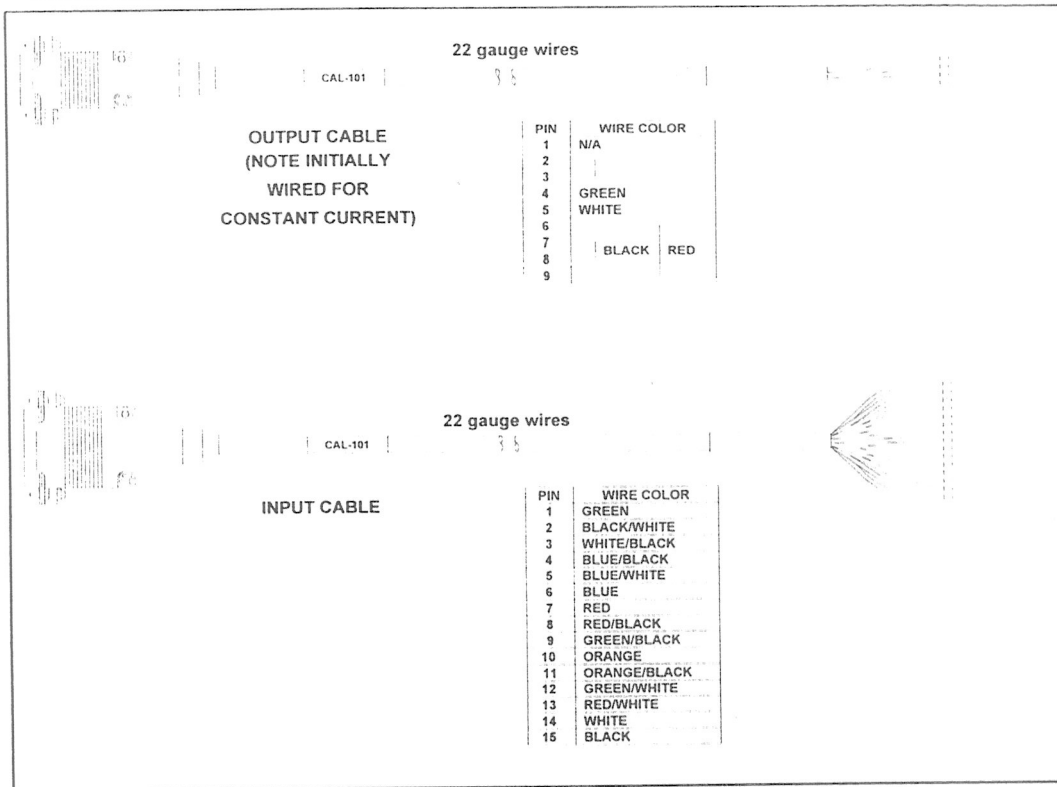 22 gauge wires
CAL-101
OUTPUT CABLE
(NOTE INITIALLY
WIRED FOR
CONSTANT CURRENT)
PIN WIRE COLOR
1 N/A
2
3
4 GREEN
5 WHITE
6
7
BLACK RED
8
9
22 gauge wires
CAL-101
INPUT CABLE
PIN WIRE COLOR
1 GREEN
2 BLACK/WHITE
3 WHITE/BLACK
4 BLUE/BLACK
5 BLUE/WHITE
6 BLUE
7 RED
8 RED/BLACK
9 GREEN/BLACK
10 ORANGE
11 ORANGE/BLACK
12 GREEN/WHITE
13 RED/WHITE
14 WHITE
15 BLACK